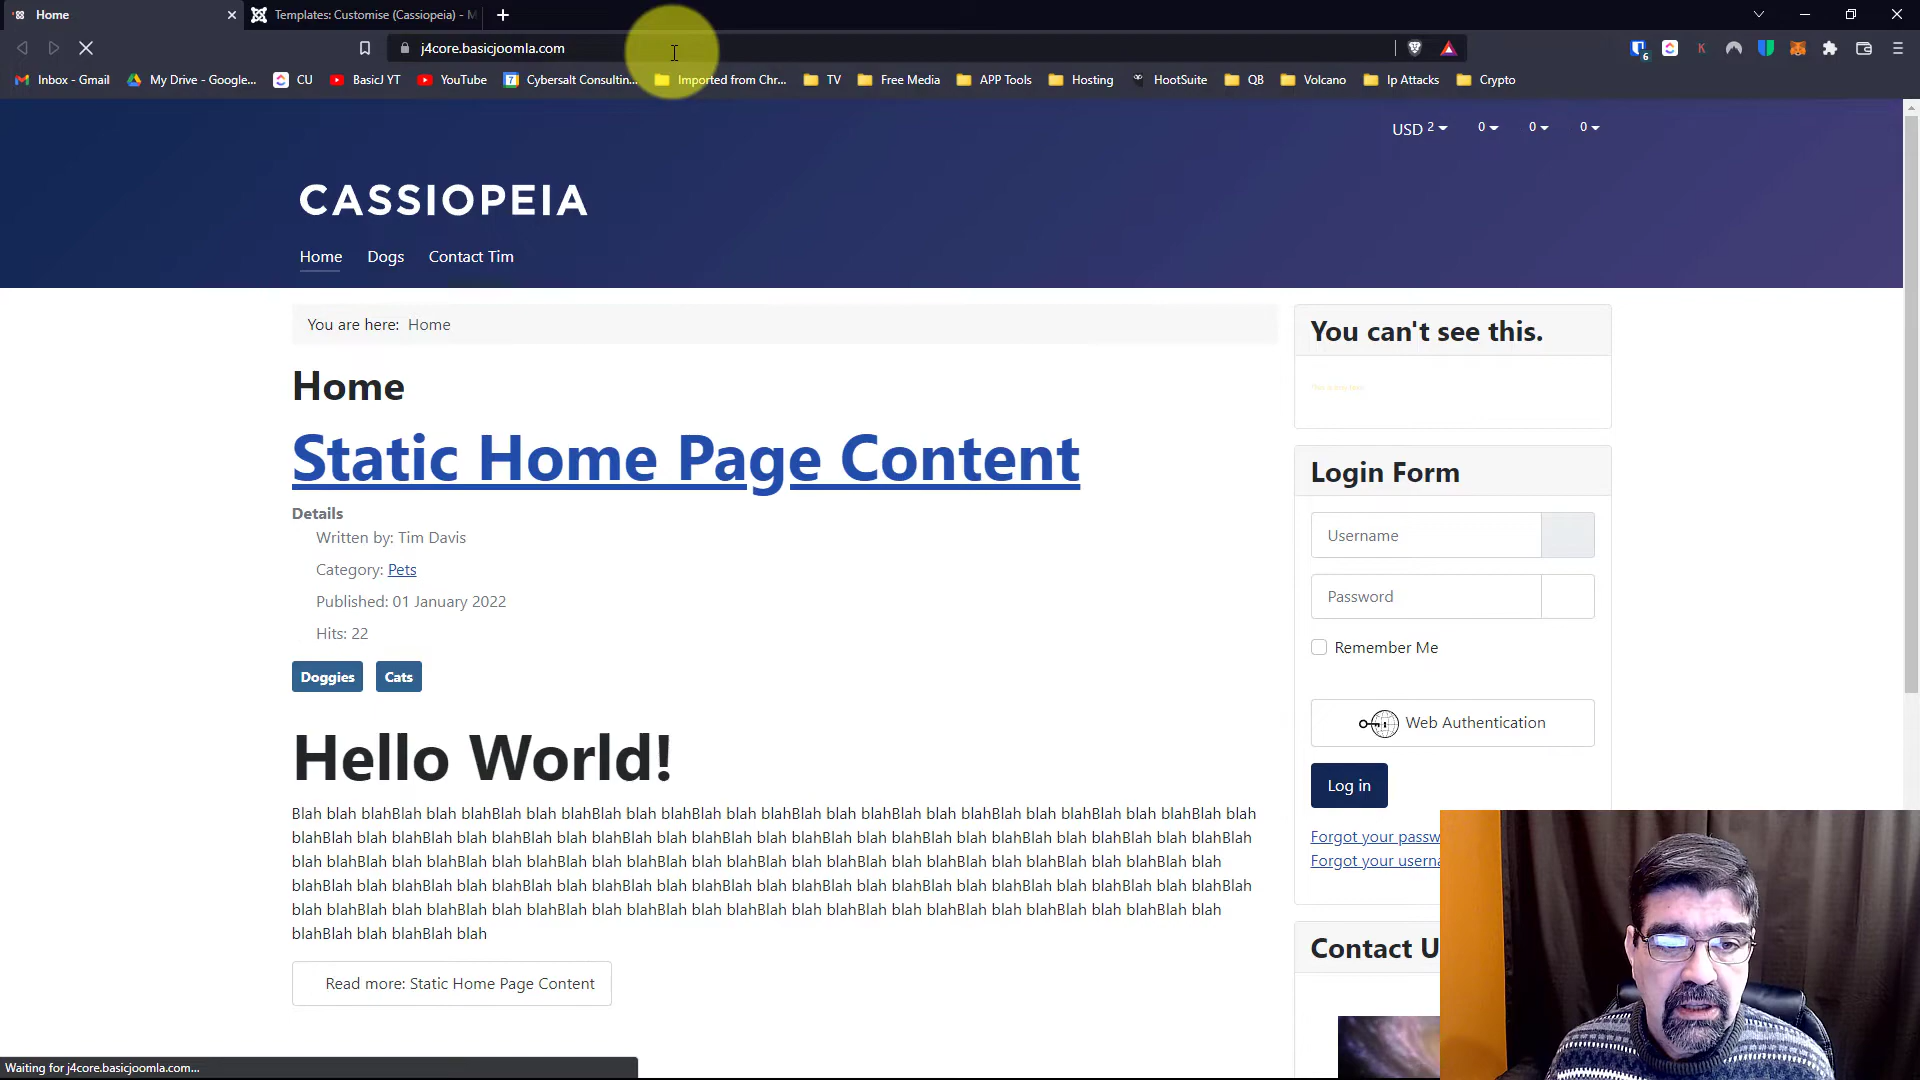 Home
Templates: Customise (Cassiopeia) - M
j4core.basicjoomla.com
6
Inbox - Gmail
My Drive - Google...
CU
BasicJ YT
YouTube
7
Cybersalt Consultin...
Imported from Chr...
TV
Free Media
APP Tools
Hosting
HootSuite
QB
Volcano
Ip Attacks
Crypto
USD 2
0
0
0
CASSIOPEIA
Home
Dogs
Contact Tim
You are here: Home
Home
Static Home Page Content
Details
Written by: Tim Davis
Category: Pets
Published: 01 January 2022
Hits: 22
Doggies
Cats
Hello World!
Blah blah blahBlah blah blahBlah blah blahBlah blah blahBlah blah blahBlah blah blahBlah blah blahBlah blah blahBlah blah blahBlah blah
blahBlah blah blahBlah blah blahBlah blah blahBlah blah blahBlah blah blahBlah blah blahBlah blah blahBlah blah blahBlah blah blahBlah
blah blahBlah blah blahBlah blah blahBlah blah blahBlah blah blahBlah blah blahBlah blah blahBlah blah blahBlah blah blahBlah blah
blahBlah blah blahBlah blah blahBlah blah blahBlah blah blahBlah blah blahBlah blah blahBlah blah blahBlah blah blahBlah blah blahBlah
blah blahBlah blah blahBlah blah blahBlah blah blahBlah blah blahBlah blah blahBlah blah blahBlah blah blahBlah blah blahBlah blah
blahBlah blah blahBlah blah
Read more: Static Home Page Content
You can't see this.
Login Form
Username
Password
Remember Me
Web Authentication
Log in
Forgot your passw
Forgot your userna
Contact U
Waiting for j4core.basicjoomla.com...